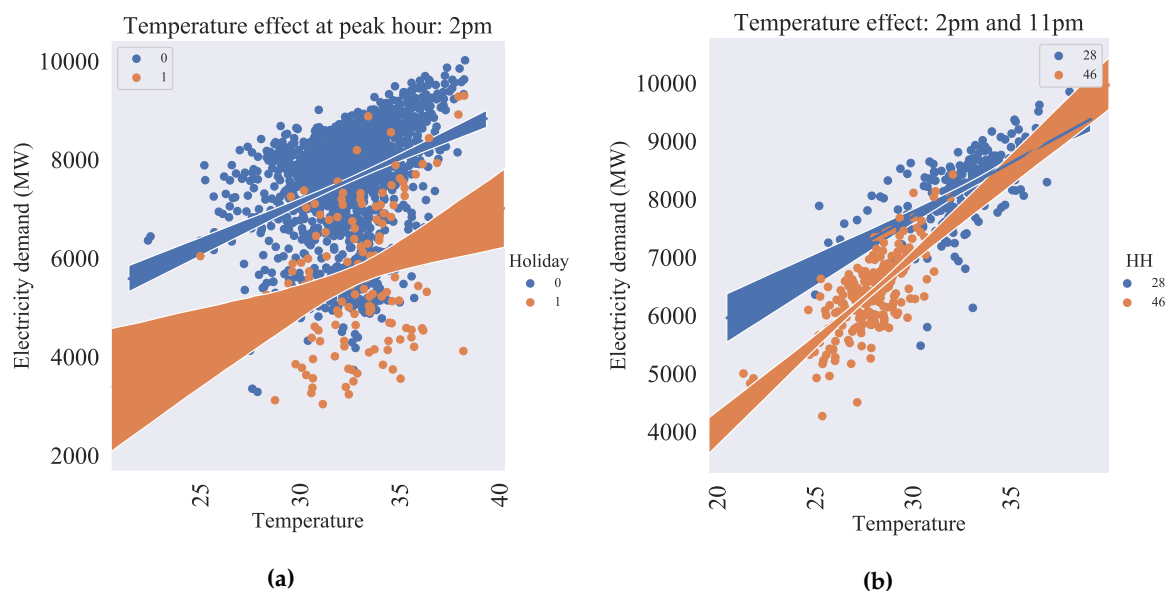 Temperature effect at peak hour: 2pm
0
1
10000
8000
6000
4000
2000
Electricity demand (MW)
25
30
35
40
Temperature
Holiday
0
1
(a)
Temperature effect: 2pm and 11pm
28
46
10000
9000
8000
7000
6000
5000
4000
Electricity demand (MW)
20
25
30
35
Temperature
HH
28
46
(b)